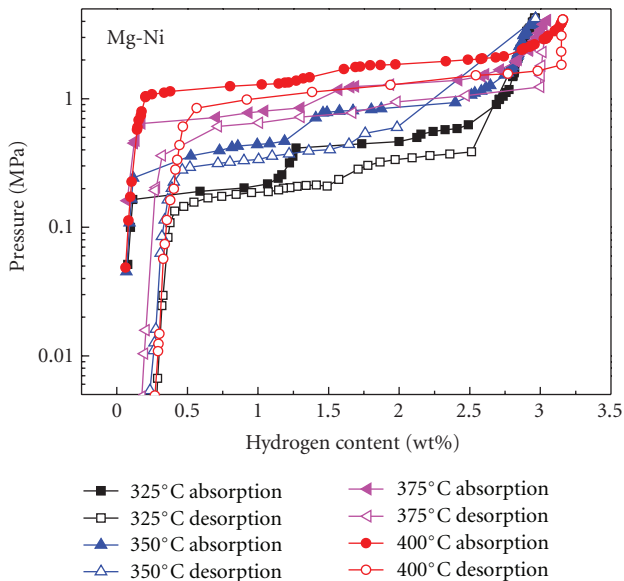 Mg-Ni
Pressure (MPa)
1
0.1
0.01
0 0.5 1 1.5 2 2.5 3 3.5
Hydrogen content (wt%)
325°C absorption
325°C desorption
350°C absorption
350°C desorption
375°C absorption
375°C desorption
400°C absorption
400°C desorption